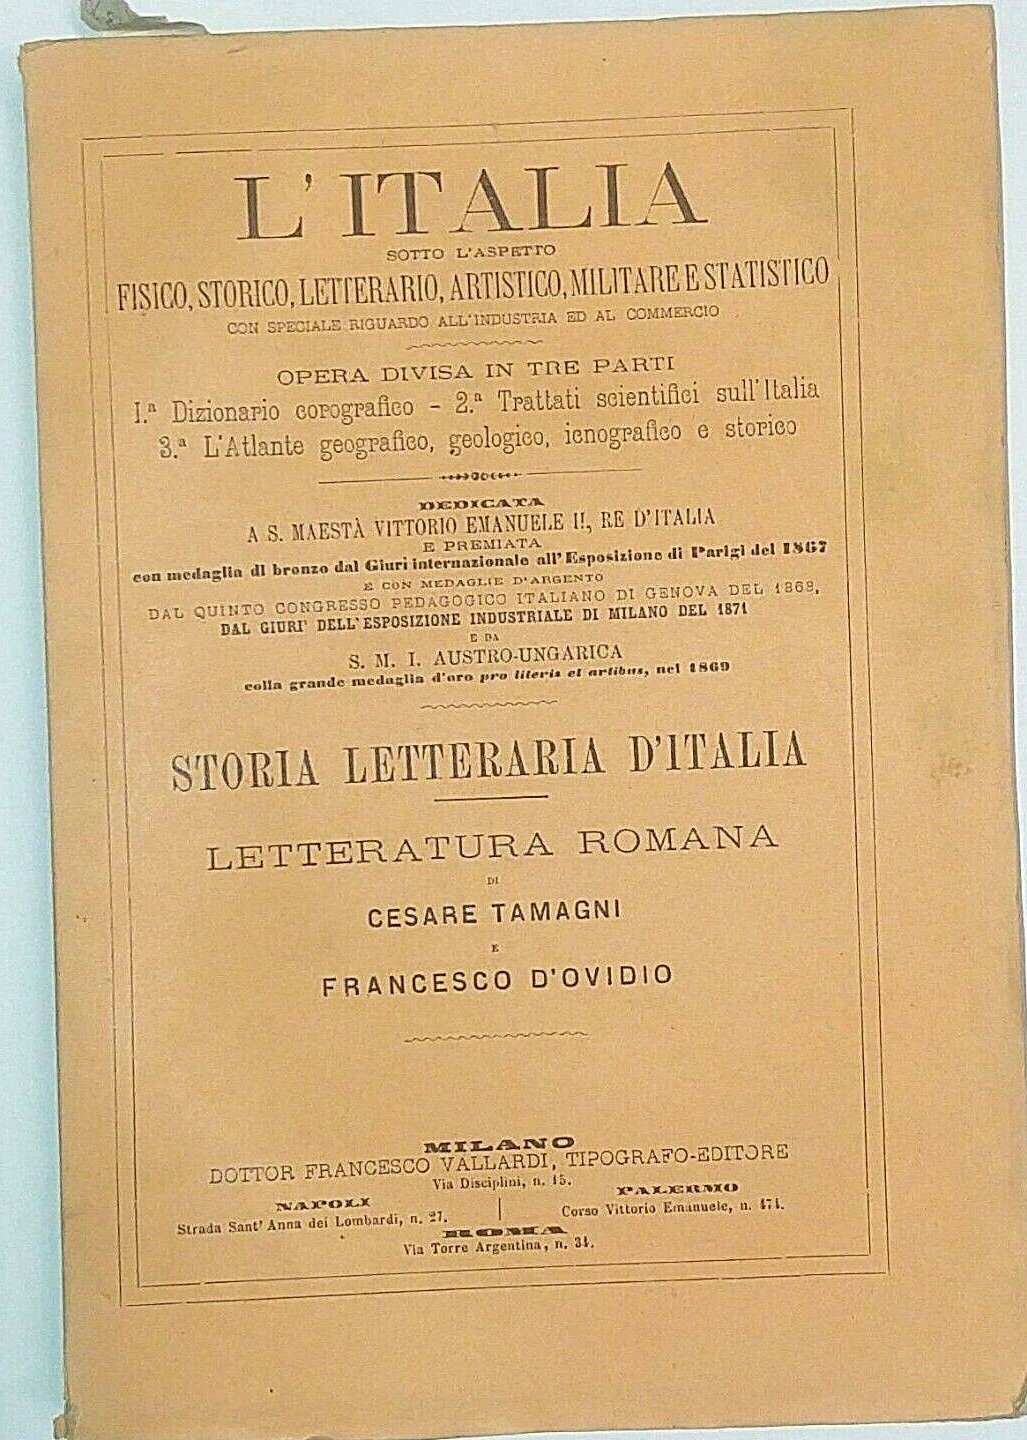 L'ITALIA
SOTTO L'ASPETTO
FISICO, STORICO, LETTERARIO, ARTISTICO, MILITARE E STATISTICO
CON SPECIALE RIGUARDO ALL'INDUSTRIA ED AL COMMERCIO
OPERA DIVISA IN TRE PARTI
1.ª Dizionario corografico - 2.ª Trattati scientifici sull'Italia
3.ª L'Atlante geografico, geologico, icnografico e storico
DEDICATA
A S. MAESTÀ VITTORIO EMANUELE II, RE D'ITALIA
E PREMIATA
con medaglia di bronzo dal Giurì internazionale all'Esposizione di Parigi del 1867
E CON MEDAGLIE D'ARGENTO
DAL QUINTO CONGRESSO PEDAGOGICO ITALIANO DI GENOVA DEL 1868,
DAL GIURI' DELL'ESPOSIZIONE INDUSTRIALE DI MILANO DEL 1871
E DA
S. M. I. AUSTRO-UNGARICA
colla grande medaglia d'oro pro literis et artibus, nel 1869
STORIA LETTERARIA D'ITALIA
LETTERATURA ROMANA
DI
CESARE TAMAGNI
E
FRANCESCO D'OVIDIO
MILANO
DOTTOR FRANCESCO VALLARDI, TIPOGRAFO-EDITORE
Via Disciplini, n. 15.
NAPOLI
Strada Sant' Anna dei Lombardi, n. 27.
PALERMO
Corso Vittorio Emanuele, n. 474.
ROMA
Via Torre Argentina, n. 34.